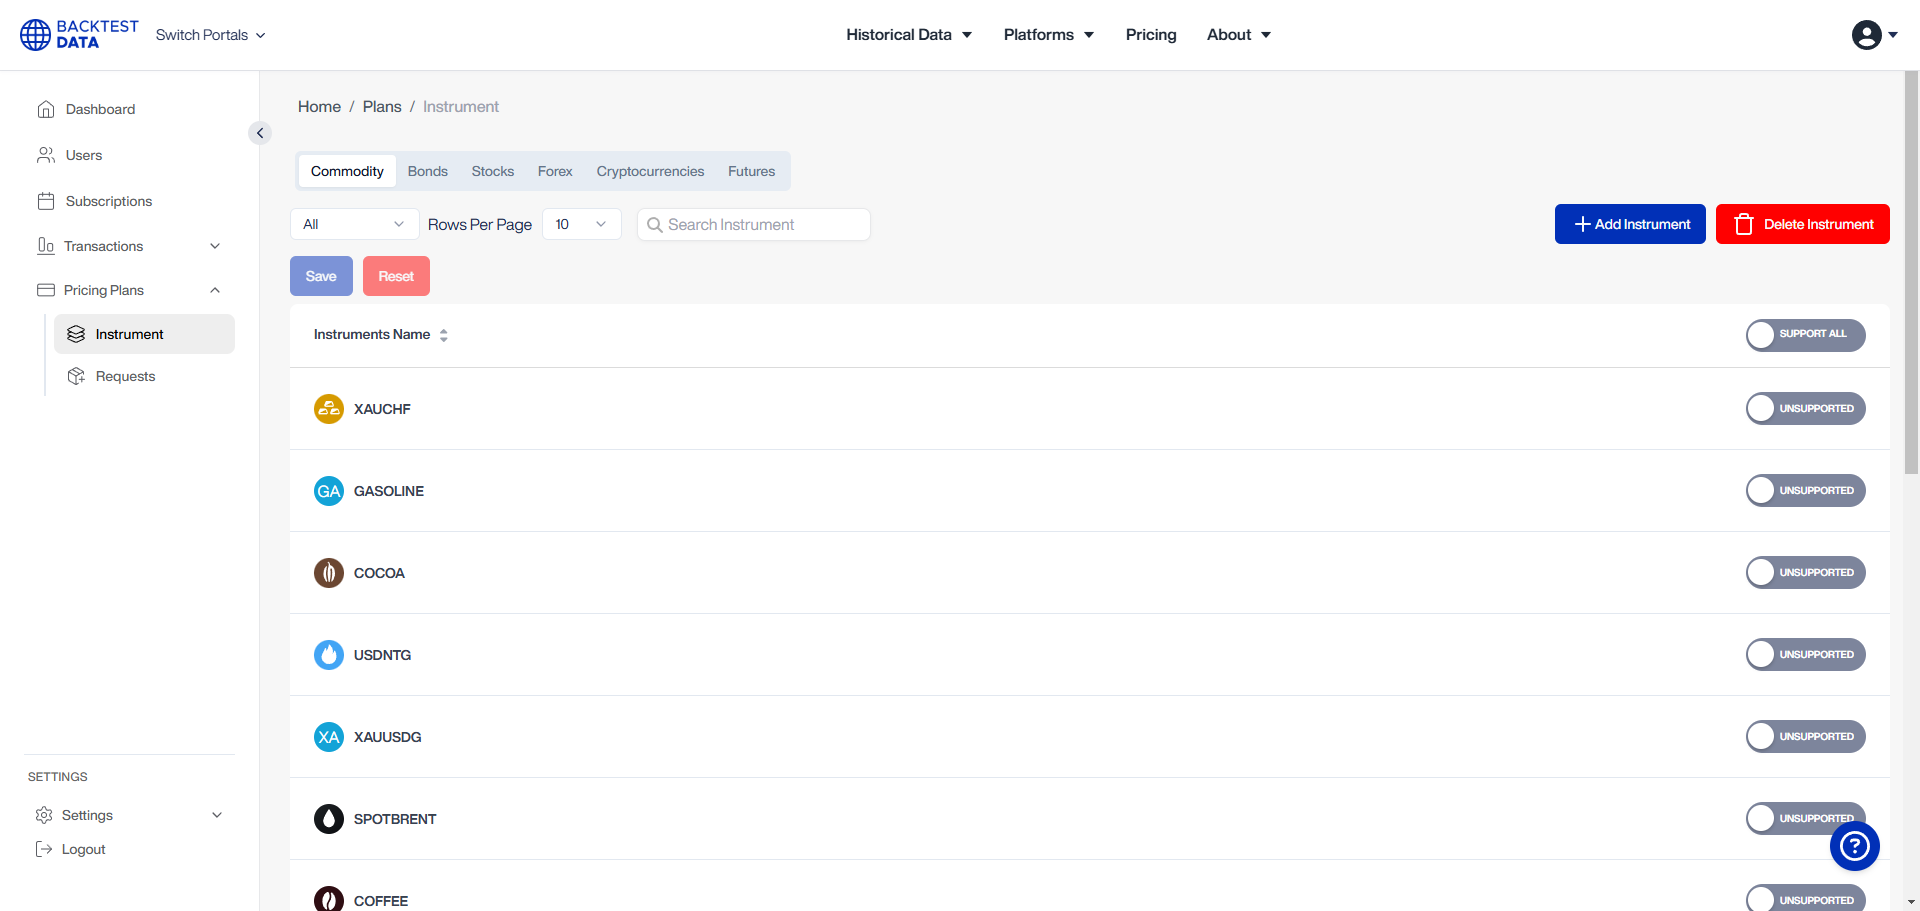 BACKTEST
DATA
Switch Portals
Historical Data
Platforms
Pricing
About
Dashboard
Users
Subscriptions
Transactions
Pricing Plans
Instrument
Requests
SETTINGS
Settings
Logout
Home / Plans / Instrument
Commodity
Bonds
Stocks
Forex
Cryptocurrencies
Futures
All
Rows Per Page
10
Search Instrument
Add Instrument
Delete Instrument
Save
Reset
Instruments Name
SUPPORT ALL
XAUCHF
UNSUPPORTED
GA
GASOLINE
UNSUPPORTED
COCOA
UNSUPPORTED
USDNTG
UNSUPPORTED
XA
XAUUSDG
UNSUPPORTED
SPOTBRENT
UNSUPPORTED
?
COFFEE
UNSUPPORTED